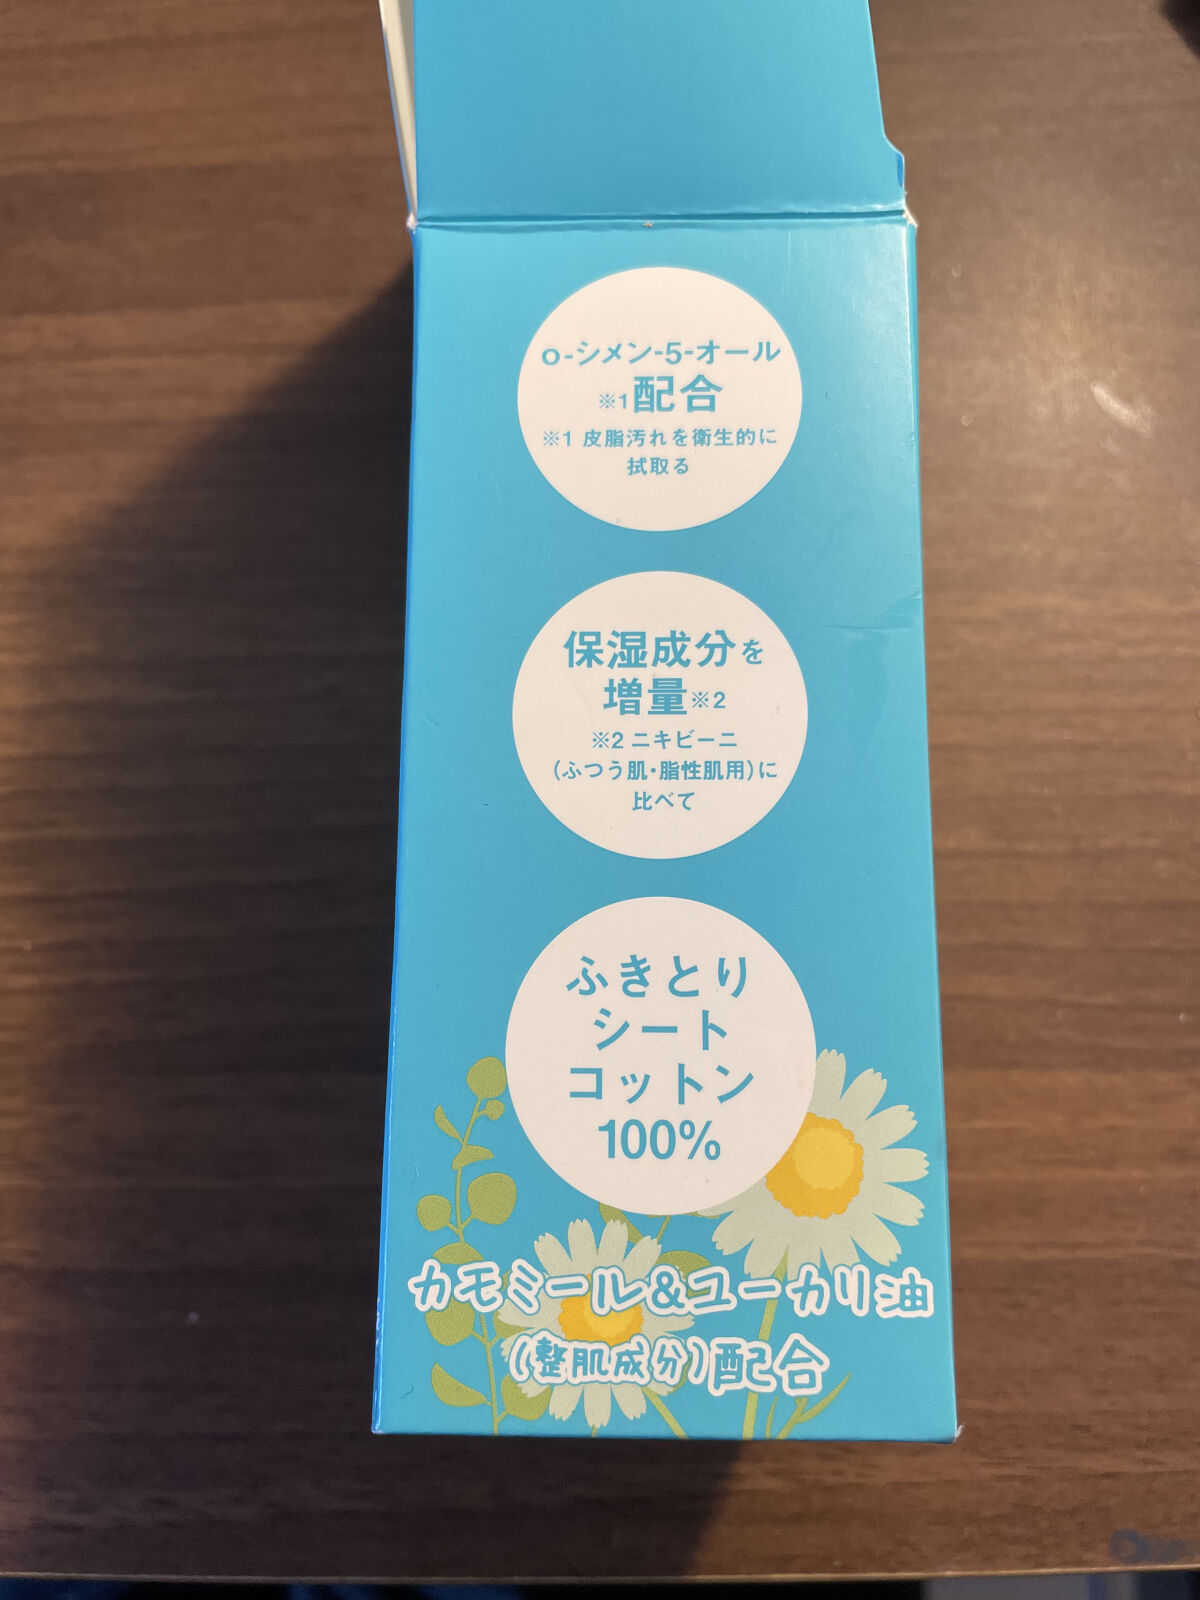 o-シメン-5-オール
※1配合
※1 皮脂汚れを衛生的に
拭取る
保湿成分を
増量※2
※2 ニキビーニ
(ふつう肌・脂性肌用)に
比べて
ふきとり
シート
コットン
100%
カモミール&ユーカリ油
(整肌成分)配合